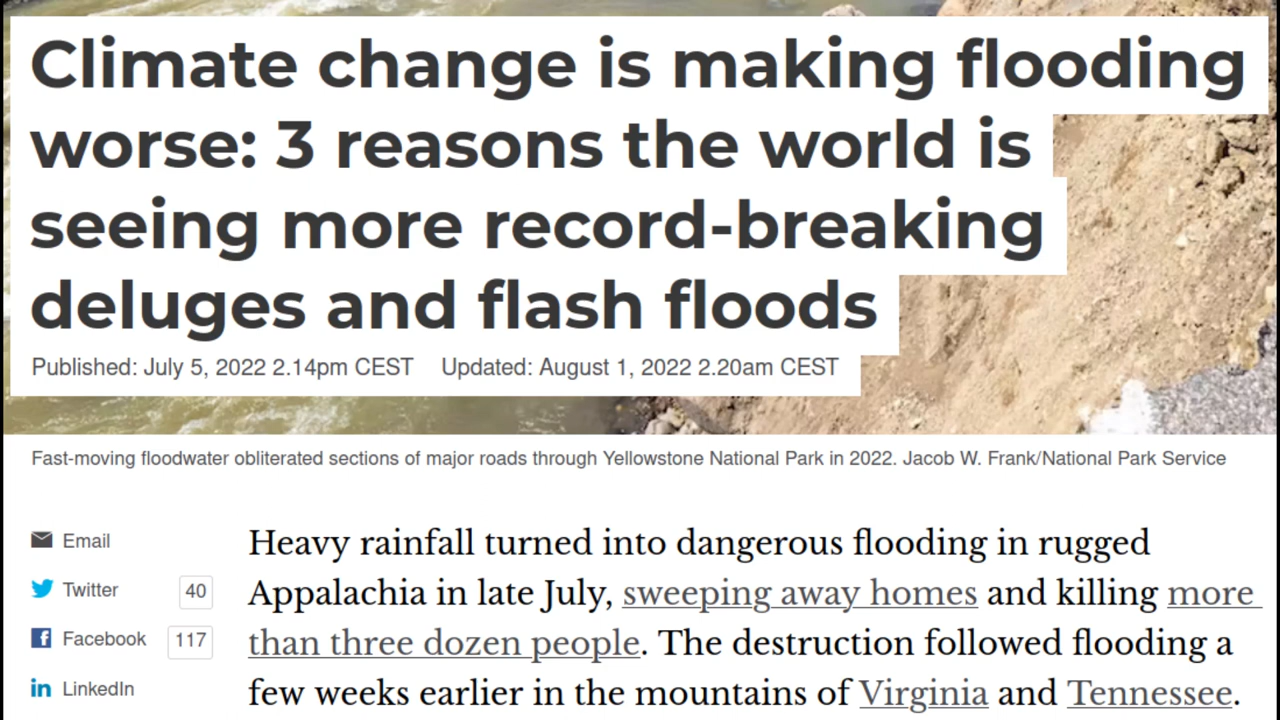 Climate change is making flooding
worse: 3 reasons the world is
seeing more record-breaking
deluges and flash floods
Published: July 5, 2022 2.14pm CEST Updated: August 1, 2022 2.20am CEST
Fast-moving floodwater obliterated sections of major roads through Yellowstone National Park in 2022. Jacob W. Frank/National Park Service
Email
Twitter 40
Facebook 117
LinkedIn
Heavy rainfall turned into dangerous flooding in rugged
Appalachia in late July, sweeping away homes and killing more
than three dozen people. The destruction followed flooding a
few weeks earlier in the mountains of Virginia and Tennessee.